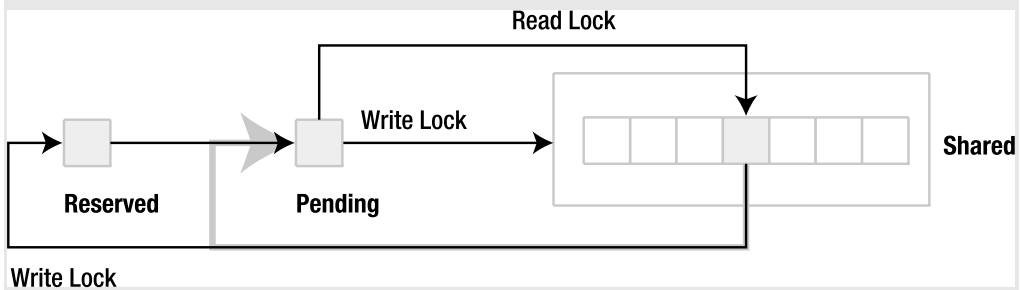 Read Lock
Write Lock
Shared
Reserved
Pending
Write Lock